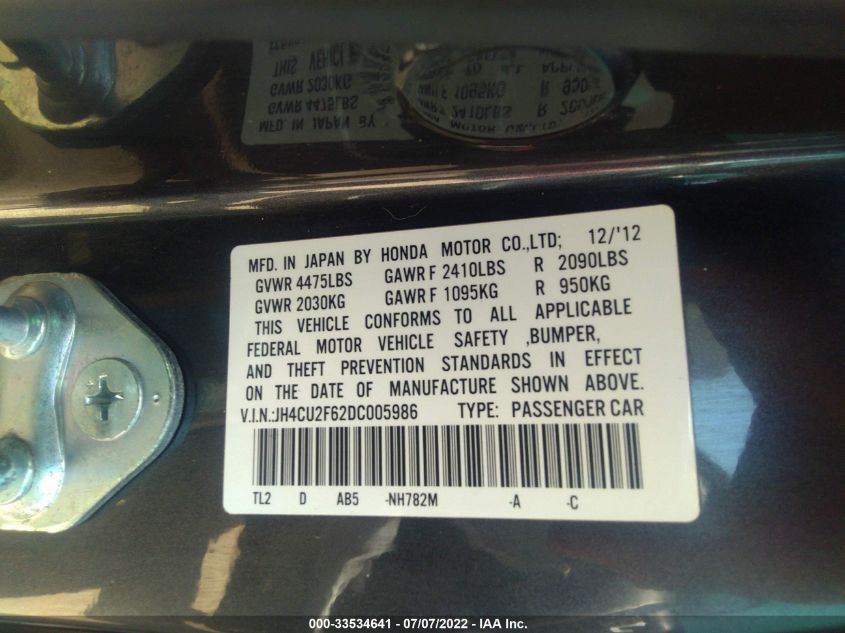 MFD. IN JAPAN BY HONDA MOTOR CO.,LTD; 12/'12
GVWR 4475LBS GAWR F 2410LBS R 2090LBS
GVWR 2030KG GAWR F 1095KG R 950KG
THIS VEHICLE CONFORMS TO ALL APPLICABLE
FEDERAL MOTOR VEHICLE SAFETY ,BUMPER,
AND THEFT PREVENTION STANDARDS IN EFFECT
ON THE DATE OF MANUFACTURE SHOWN ABOVE.
V.I.N.:JH4CU2F62DC005986 TYPE: PASSENGER CAR
TL2 D AB5 -NH782M -A -C
000-33534641 - 07/07/2022 - IAA Inc.